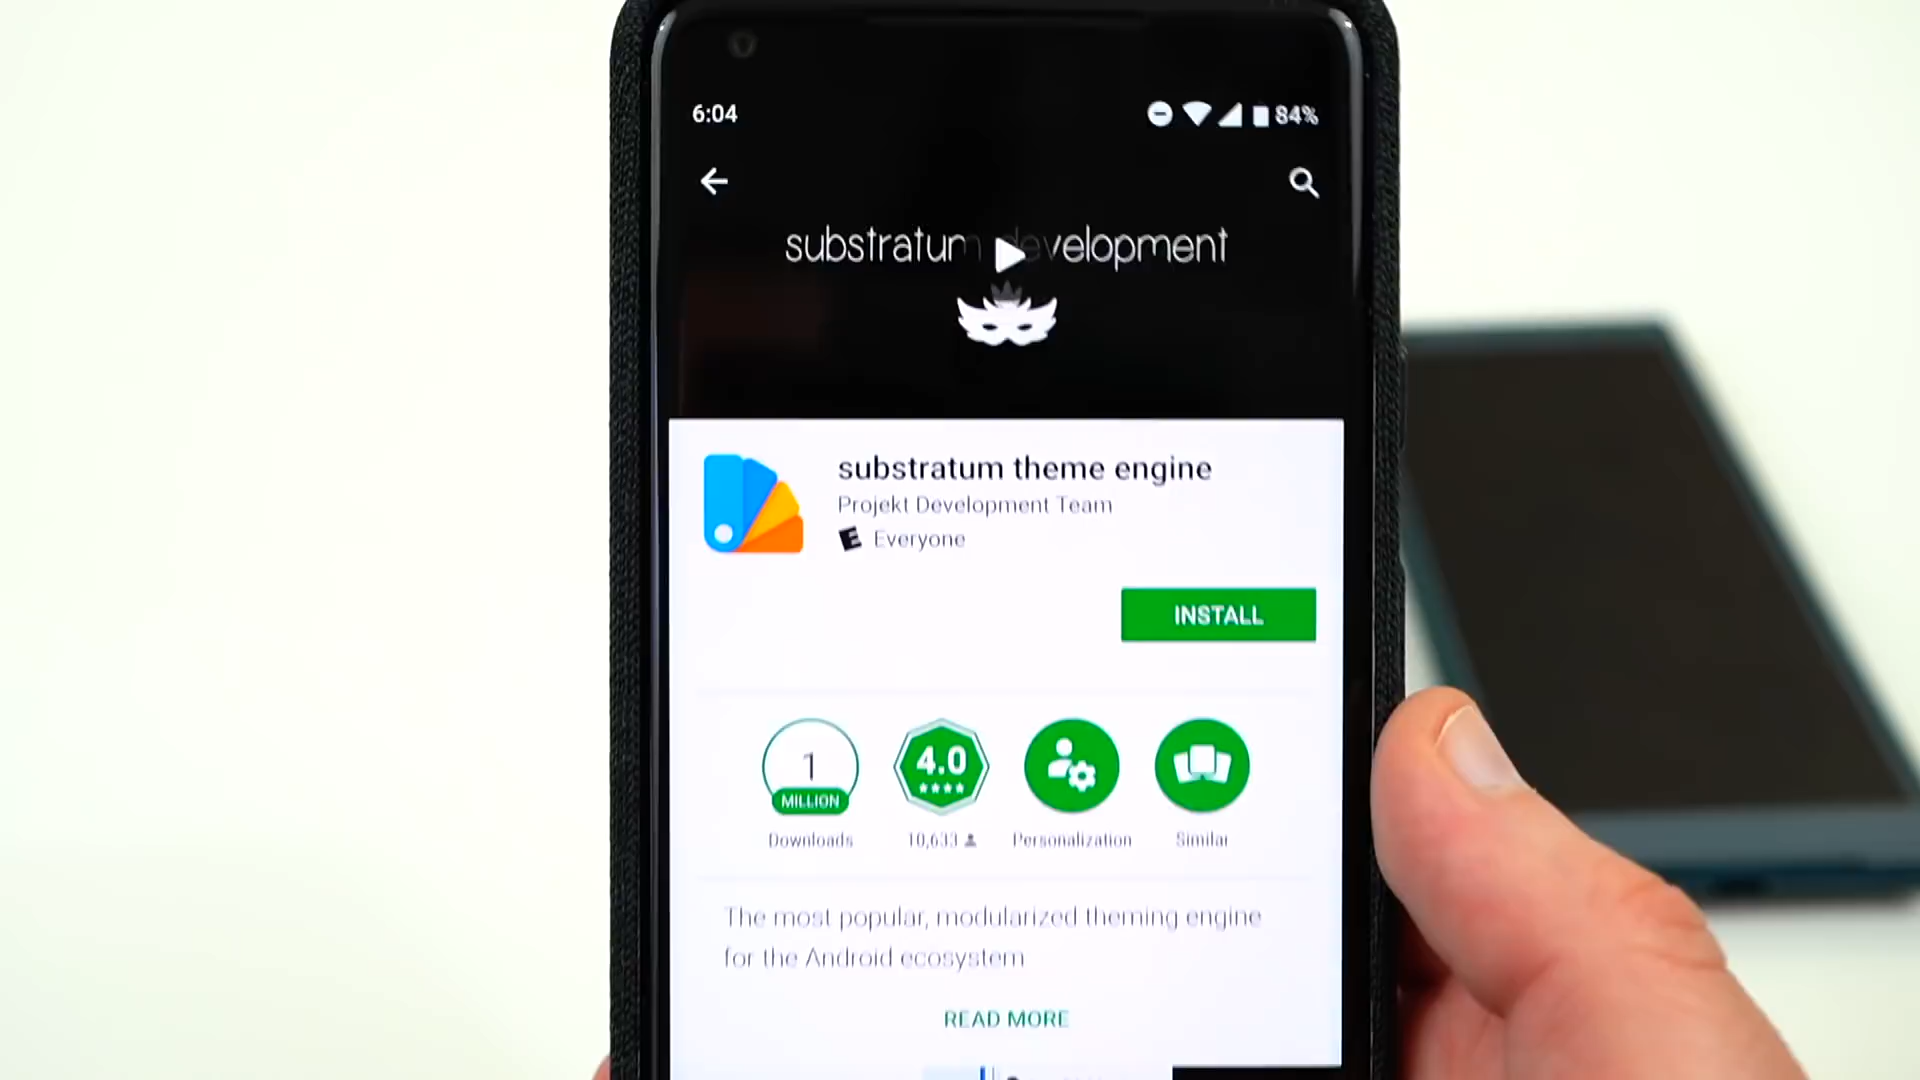 6:04
84%
substratum development
substratum theme engine
Projekt Development Team
E Everyone
INSTALL
1
MILLION
Downloads
4.0
10,633
Personalization
Similar
The most popular, modularized theming engine
for the Android ecosystem
READ MORE